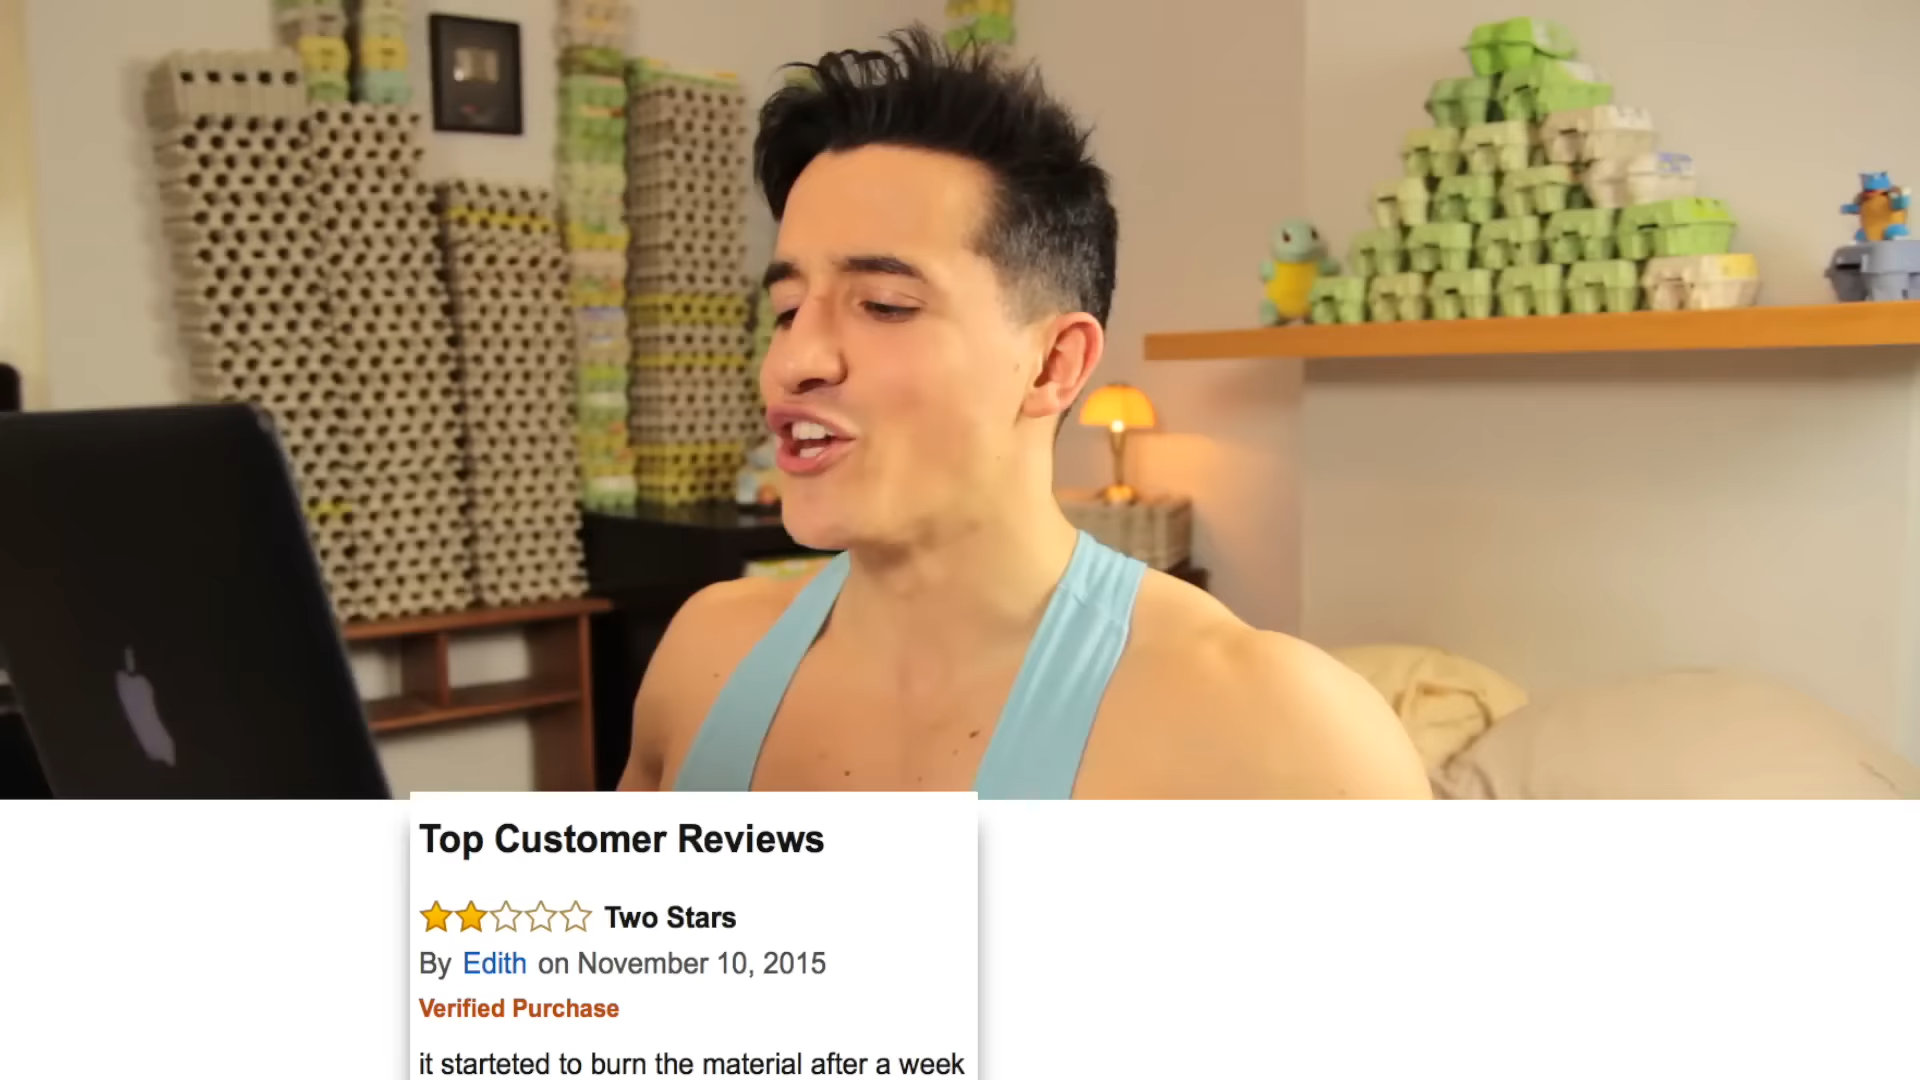 Top Customer Reviews
Two Stars
By Edith on November 10, 2015
Verified Purchase
it starteted to burn the material after a week